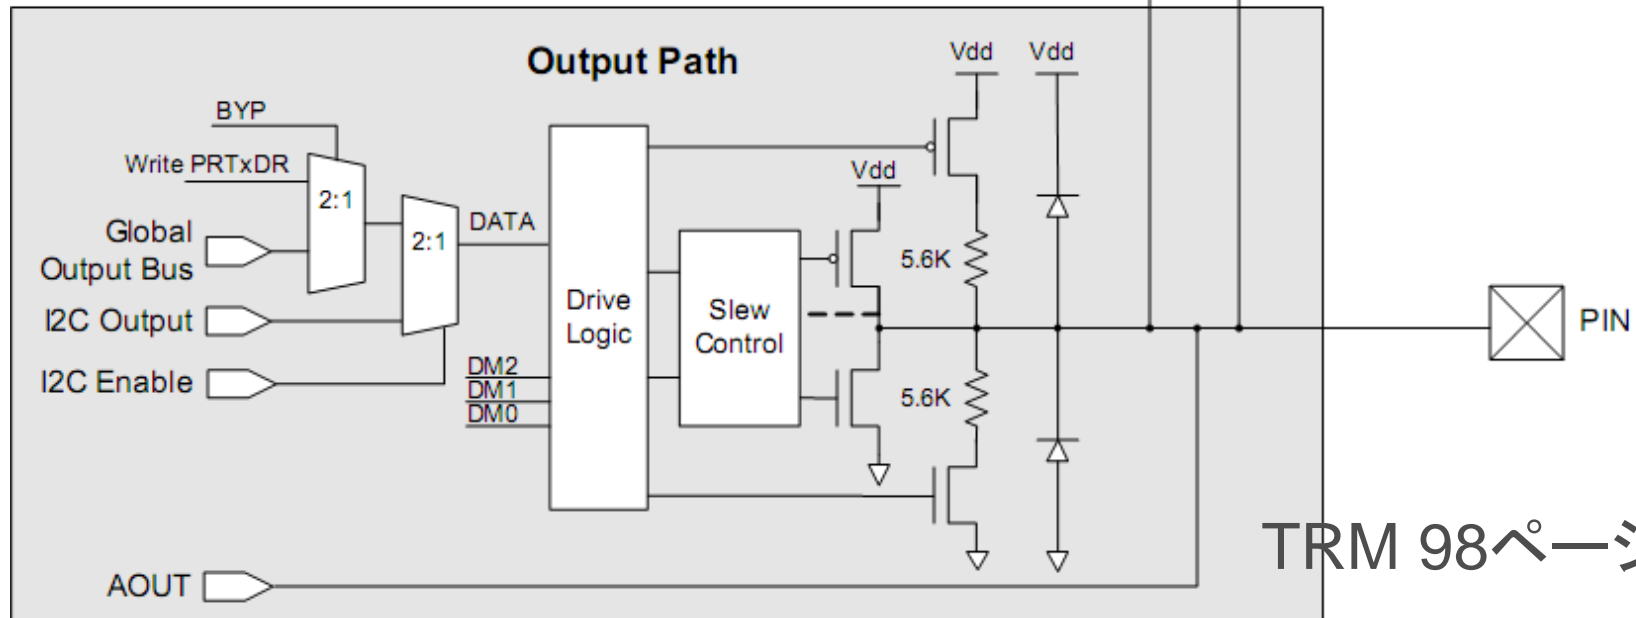 Output Path
Vdd
Vdd
BYP
Write PRTxDR
2:1
Vdd
Global
Output Bus
2:1
DATA
5.6K
I2C Output
Drive
Logic
Slew
Control
PIN
I2C Enable
DM2
DM1
DM0
5.6K
TRM 98ページ
AOUT